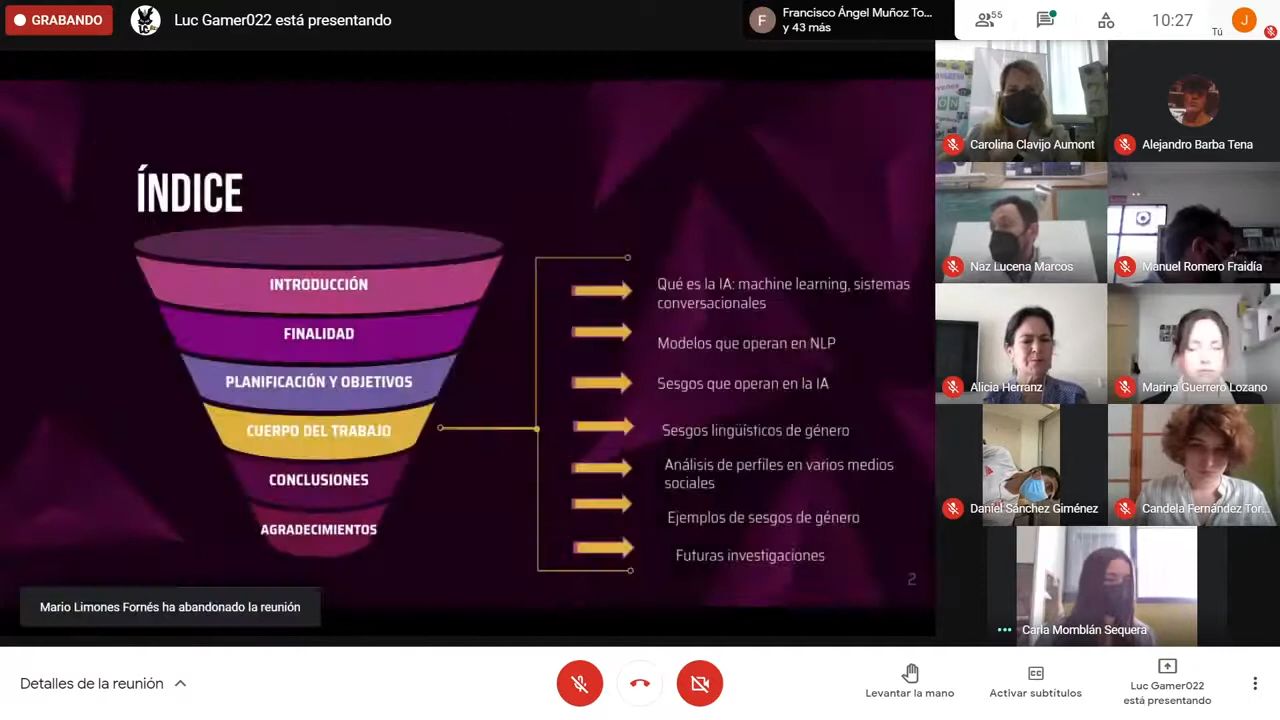 GRABANDO
Luc Gamer022 está presentando
F
Francisco Ángel Muñoz To...
y 43 más
55
10:27
Tú
J
ÍNDICE
INTRODUCCIÓN
FINALIDAD
PLANIFICACIÓN Y OBJETIVOS
CUERPO DEL TRABAJO
CONCLUSIONES
AGRADECIMIENTOS
Qué es la IA: machine learning, sistemas
conversacionales
Modelos que operan en NLP
Sesgos que operan en la IA
Sesgos lingüísticos de género
Análisis de perfiles en varios medios
sociales
Ejemplos de sesgos de género
Futuras investigaciones
2
Mario Limones Fornés ha abandonado la reunión
Carolina Clavijo Aumont
Alejandro Barba Tena
Naz Lucena Marcos
Manuel Romero Fraidía
Alicia Herranz
Marina Guerrero Lozano
Daniel Sánchez Giménez
Candela Fernández Tor...
Carla Momblán Sequera
Detalles de la reunión
Levantar la mano
CC
Activar subtítulos
Luc Gamer022
está presentando